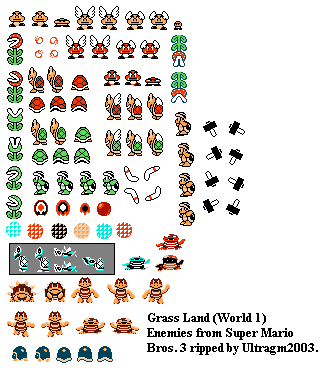 Grass Land (World 1)
Enemies from Super Mario
Bros. 3 ripped by Ultragm2003.